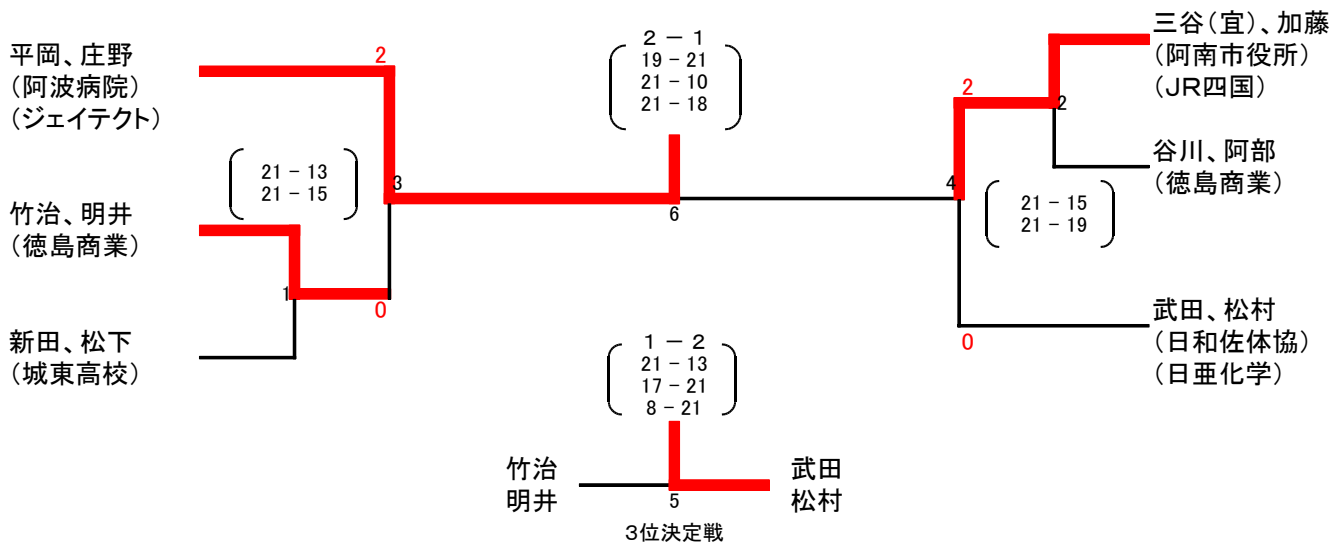 平岡、庄野
（阿波病院）
（ジェイテクト）
2
21－13
21－15
3
竹治、明井
（徳島商業）
1
0
新田、松下
（城東高校）
2－1
19－21
21－10
21－18
6
三谷（宜）、加藤
（阿南市役所）
（JR四国）
2
2
谷川、阿部
（徳島商業）
4
21－15
21－19
武田、松村
（日和佐体協）
（日亜化学）
0
1－2
21－13
17－21
8－21
竹治
明井
5
武田
松村
３位決定戦